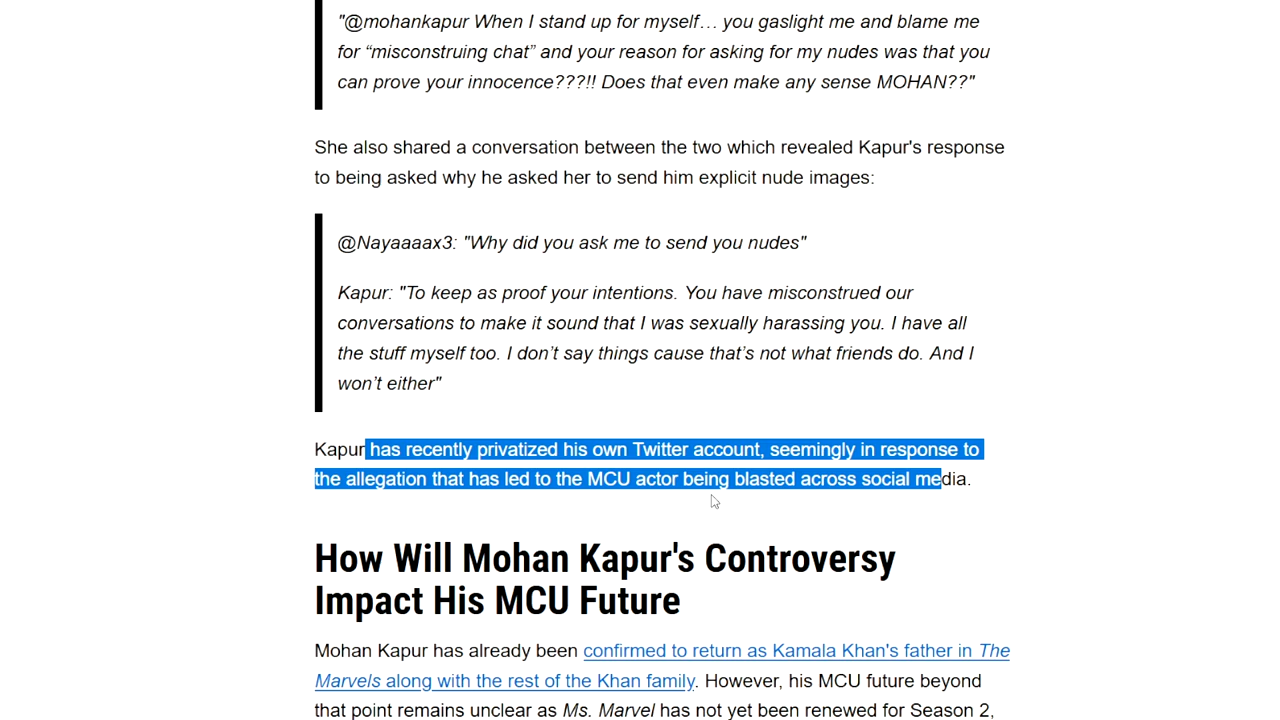 "@mohankapur When I stand up for myself… you gaslight me and blame me
for “misconstruing chat” and your reason for asking for my nudes was that you
can prove your innocence???!! Does that even make any sense MOHAN??"
She also shared a conversation between the two which revealed Kapur's response
to being asked why he asked her to send him explicit nude images:
@Nayaaaax3: "Why did you ask me to send you nudes"
Kapur: "To keep as proof your intentions. You have misconstrued our
conversations to make it sound that I was sexually harassing you. I have all
the stuff myself too. I don’t say things cause that’s not what friends do. And I
won’t either"
Kapur has recently privatized his own Twitter account, seemingly in response to
the allegation that has led to the MCU actor being blasted across social media.
How Will Mohan Kapur's Controversy
Impact His MCU Future
Mohan Kapur has already been confirmed to return as Kamala Khan's father in The
Marvels along with the rest of the Khan family. However, his MCU future beyond
that point remains unclear as Ms. Marvel has not yet been renewed for Season 2,